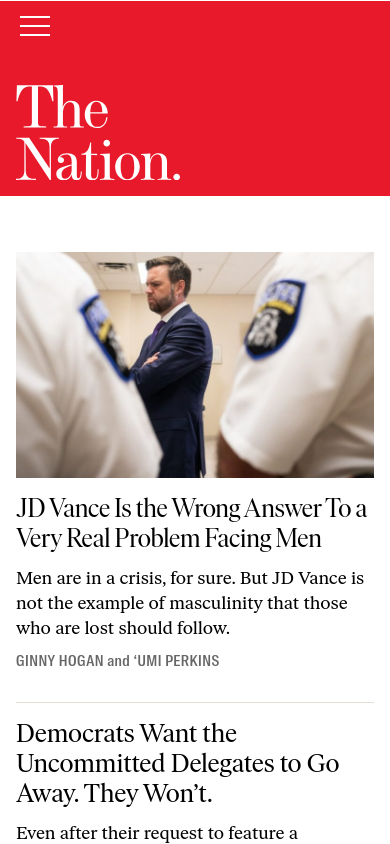 The
Nation.
JD Vance Is the Wrong Answer To a
Very Real Problem Facing Men
Men are in a crisis, for sure. But JD Vance is
not the example of masculinity that those
who are lost should follow.
GINNY HOGAN and ‘UMI PERKINS
Democrats Want the
Uncommitted Delegates to Go
Away. They Won’t.
Even after their request to feature a